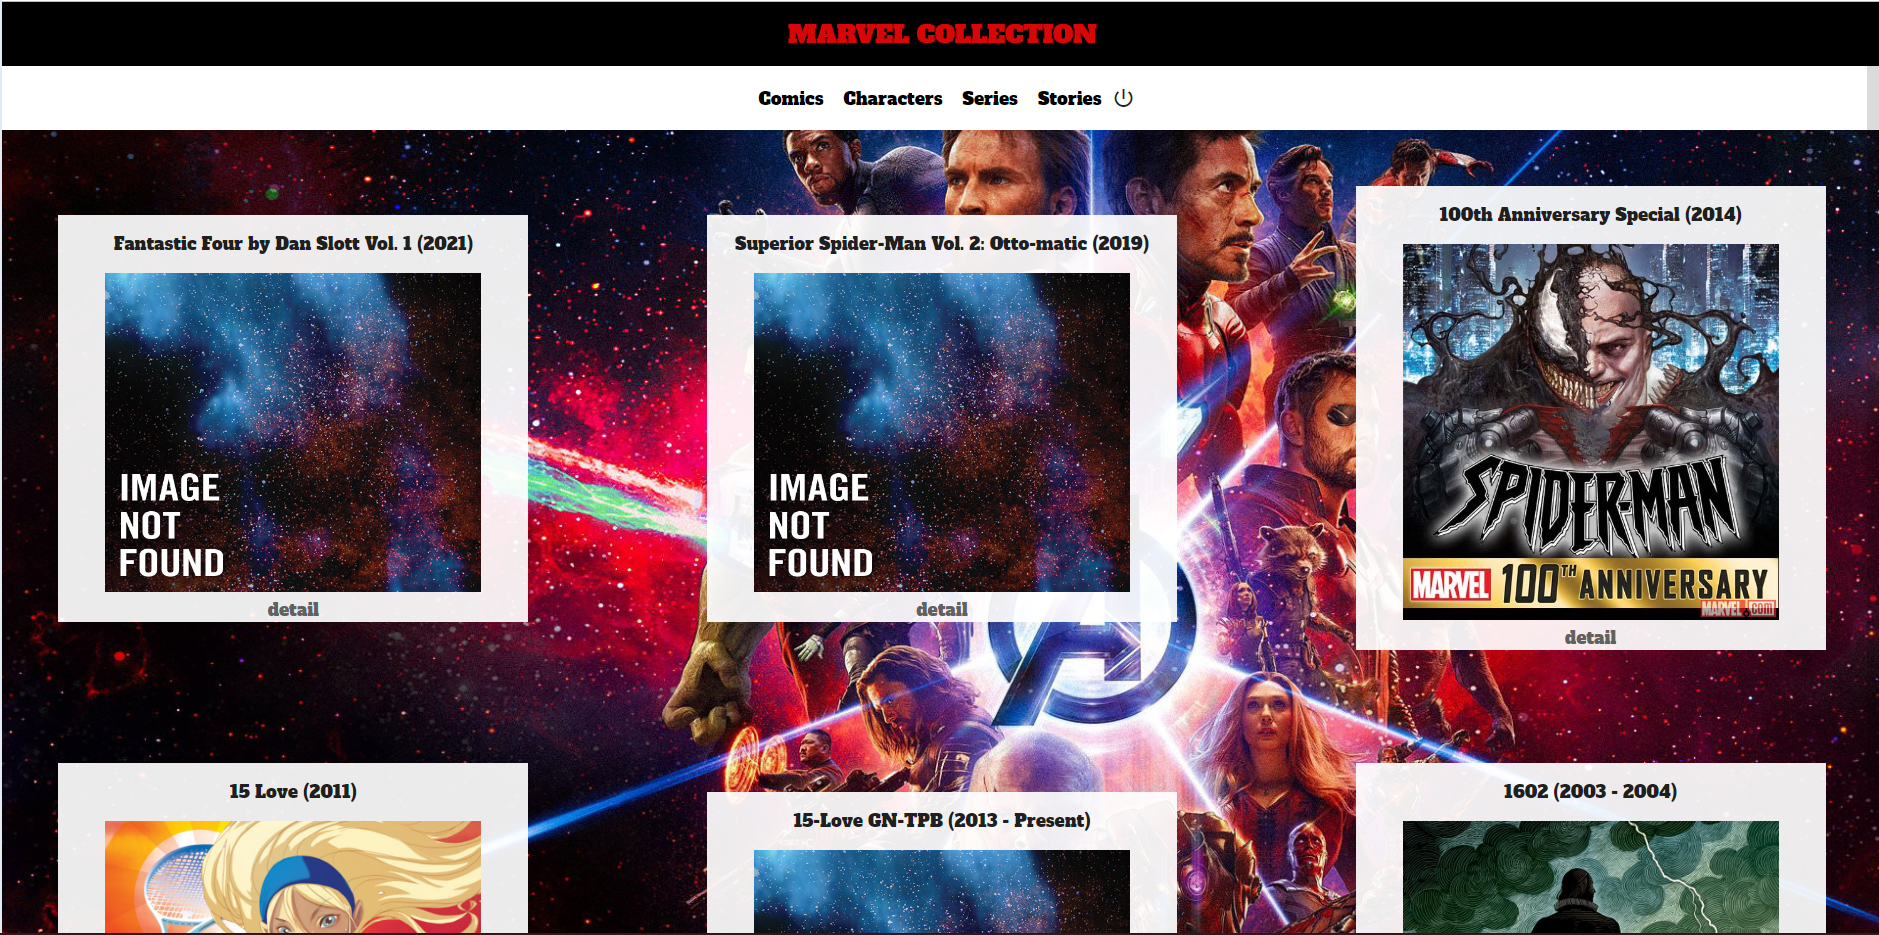 MARVEL COLLECTION
Comics Characters Series Stories
Fantastic Four by Dan Slott Vol. 1 (2021)
IMAGE
NOT
FOUND
detail
Superior Spider-Man Vol. 2: Otto-matic (2019)
IMAGE
NOT
FOUND
detail
100th Anniversary Special (2014)
SPIDER-MAN
MARVEL 100TH ANNIVERSARY
MARVEL.com
detail
15 Love (2011)
15-Love GN-TPB (2013 - Present)
1602 (2003 - 2004)